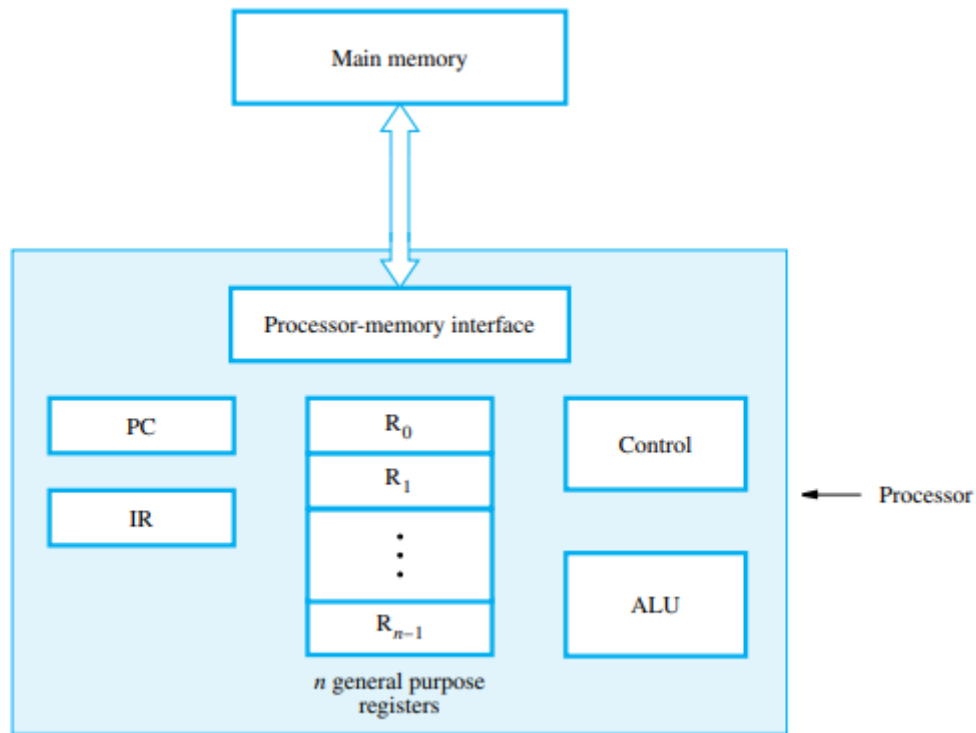 Main memory
Processor-memory interface
PC
R0
Control
R1
IR
Processor
ALU
Rn–1
n general purpose
registers